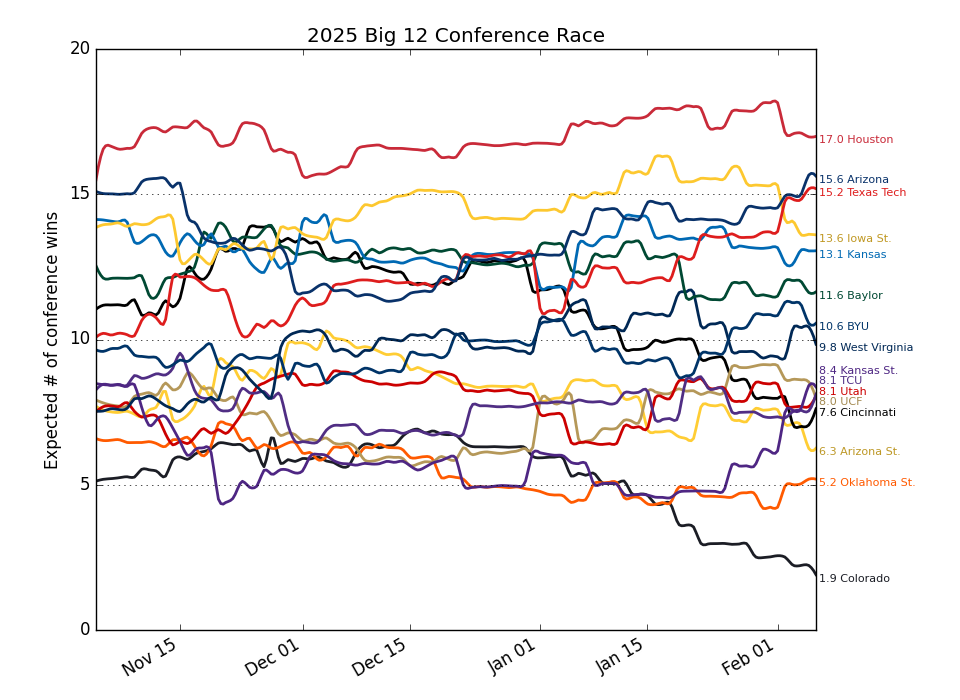 2025 Big 12 Conference Race
Expected # of conference wins
20
15
10
5
0
Nov 15
Dec 01
Dec 15
Jan 01
Jan 15
Feb 01
17.0 Houston
15.6 Arizona
15.2 Texas Tech
13.6 Iowa St.
13.1 Kansas
11.6 Baylor
10.6 BYU
9.8 West Virginia
8.4 Kansas St.
8.1 TCU
8.1 Utah
8.0 UCF
7.6 Cincinnati
6.3 Arizona St.
5.2 Oklahoma St.
1.9 Colorado